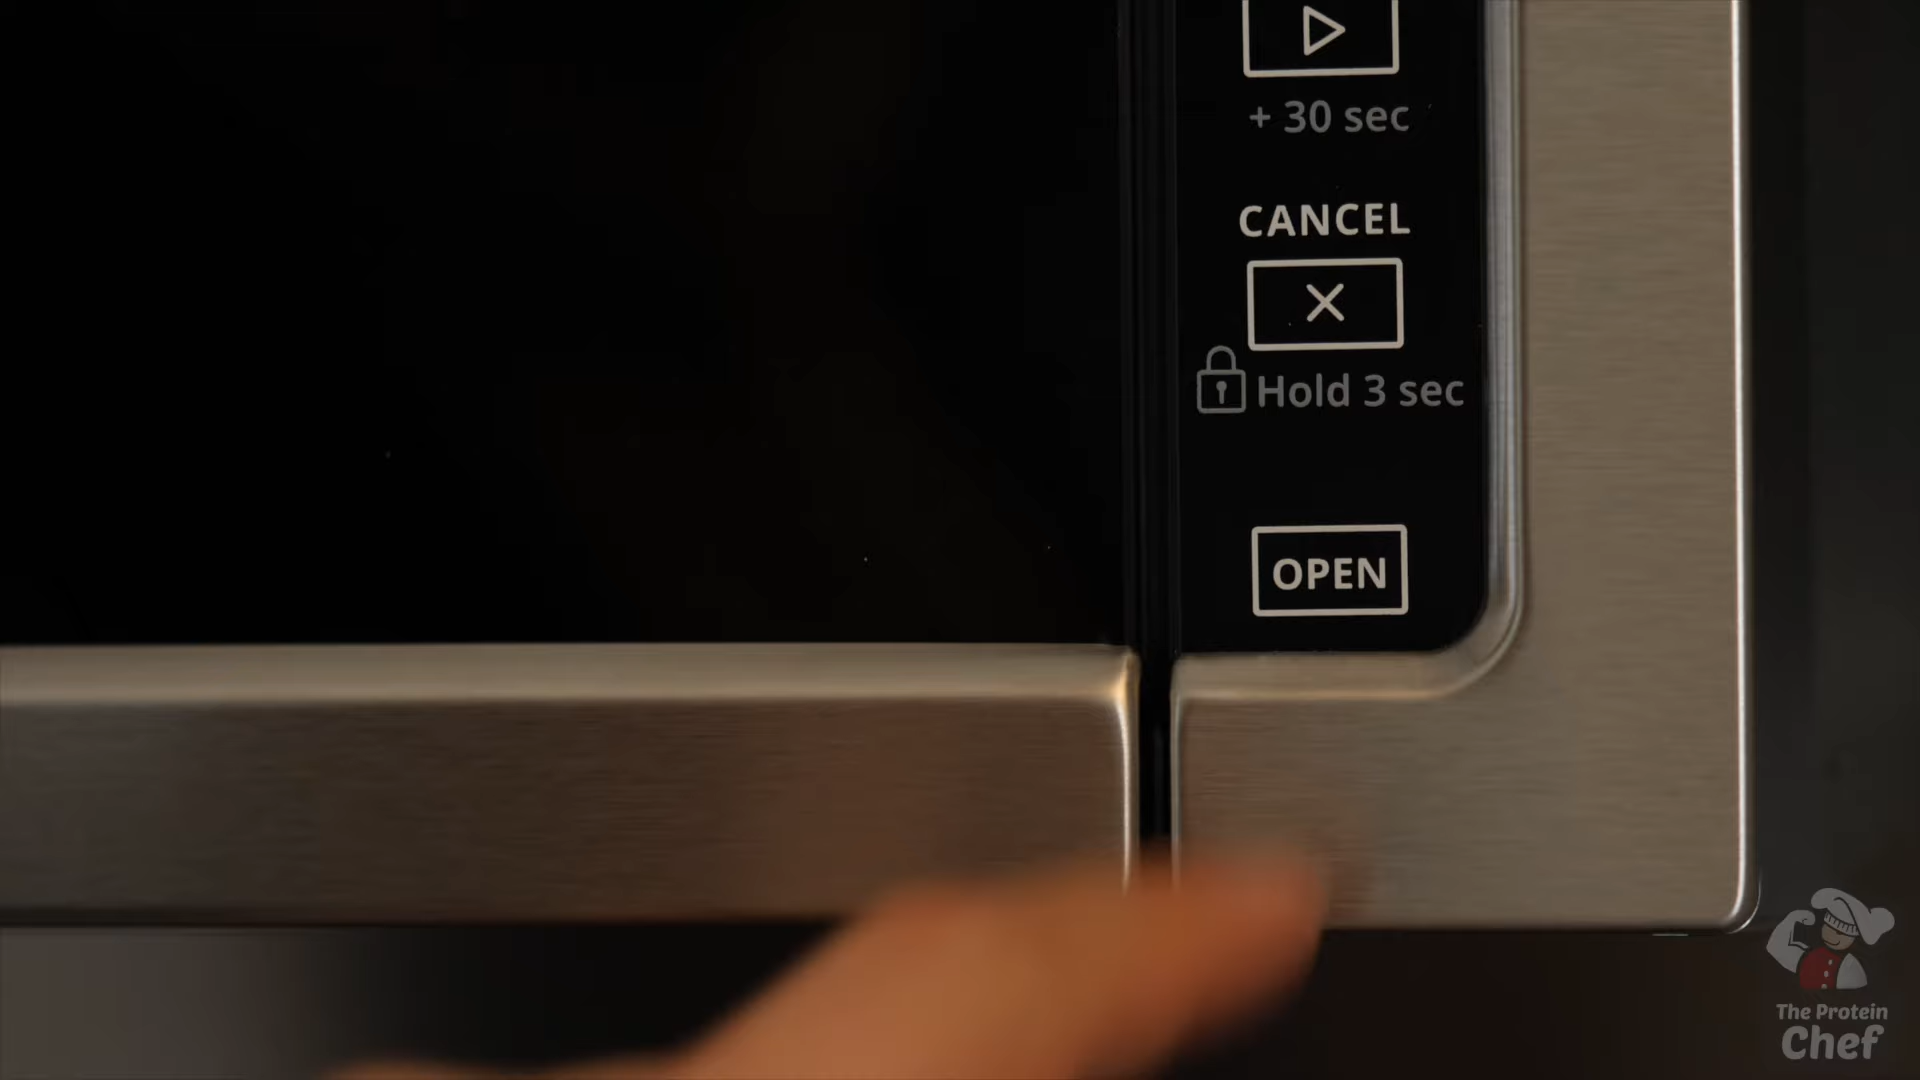 + 30 sec
CANCEL
Hold 3 sec
OPEN
The Protein
Chef